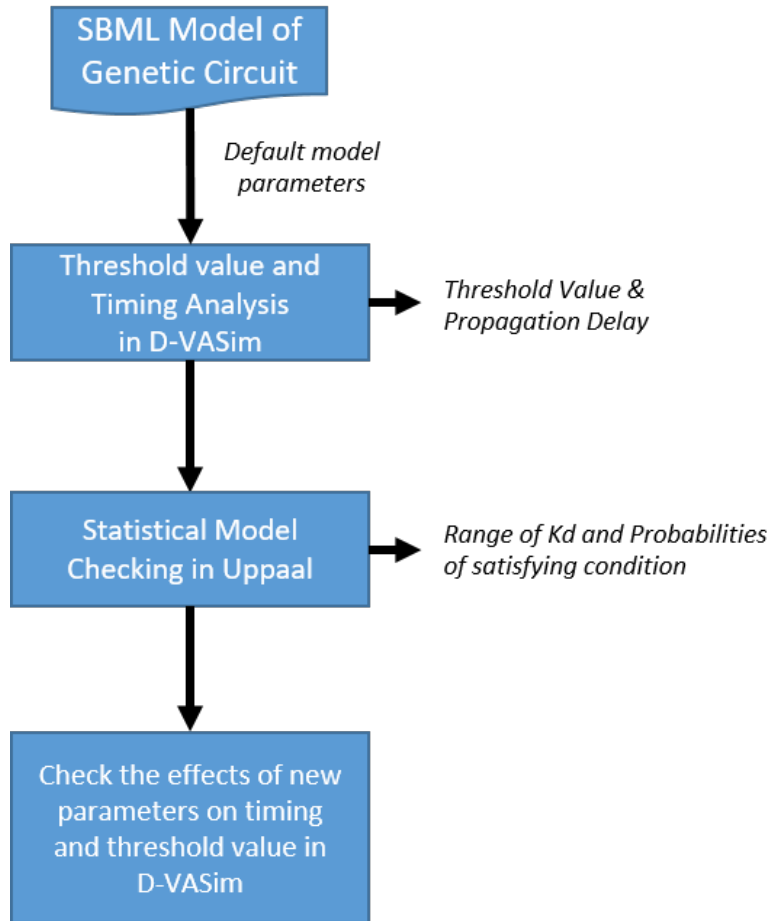 SBML Model of
Genetic Circuit
Default model
parameters
Threshold value and
Timing Analysis
in D-VASim
Threshold Value &
Propagation Delay
Statistical Model
Checking in Uppaal
Range of Kd and Probabilities
of satisfying condition
Check the effects of new
parameters on timing
and threshold value in
D-VASim